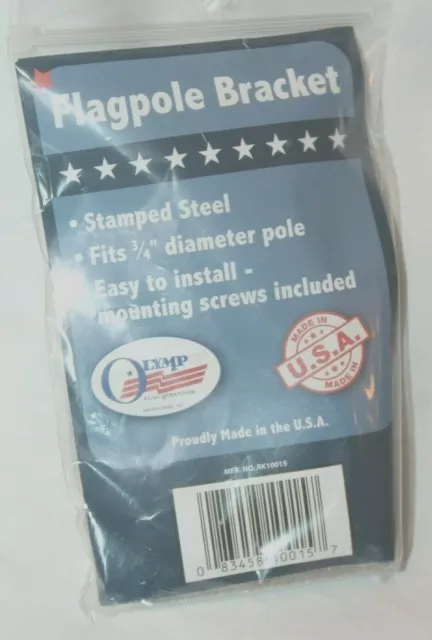 Flagpole Bracket
• Stamped Steel
• Fits ¾" diameter pole
Easy to install -
mounting screws included
OLYMP
MADE IN
U.S.A.
MADE IN
Proudly Made in the U.S.A.
MFR. NO. RK10015
0 83458 10015 7